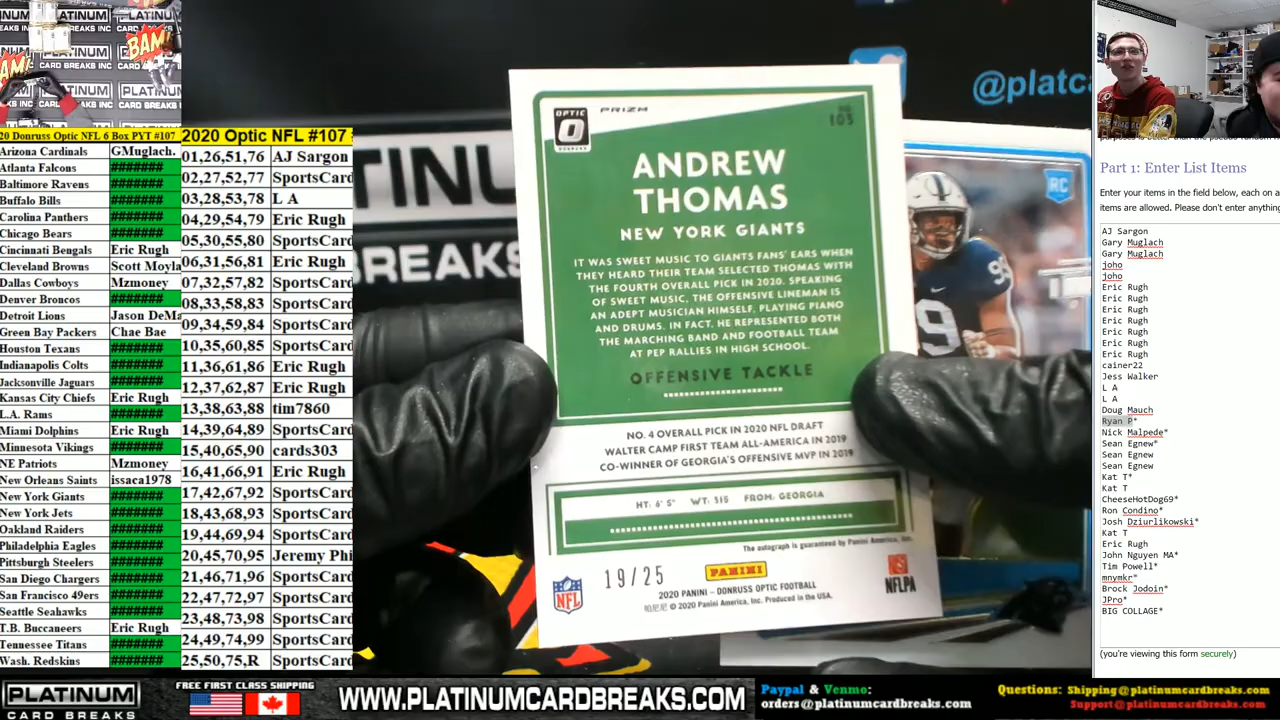 PLATINUM
CARD BREAKS INC
BAM!
20 Donruss Optic NFL 6 Box PYT #107
Arizona Cardinals GMuglach.
Atlanta Falcons #######
Baltimore Ravens #######
Buffalo Bills #######
Carolina Panthers #######
Chicago Bears #######
Cincinnati Bengals Eric Rugh
Cleveland Browns Scott Moyla
Dallas Cowboys Mzmoney
Denver Broncos #######
Detroit Lions Jason DeMa
Green Bay Packers Chae Bae
Houston Texans #######
Indianapolis Colts #######
Jacksonville Jaguars #######
Kansas City Chiefs Eric Rugh
L.A. Rams #######
Miami Dolphins Eric Rugh
Minnesota Vikings #######
NE Patriots Mzmoney
New Orleans Saints issaca1978
New York Giants #######
New York Jets #######
Oakland Raiders #######
Philadelphia Eagles #######
Pittsburgh Steelers #######
San Diego Chargers #######
San Francisco 49ers #######
Seattle Seahawks #######
T.B. Buccaneers Eric Rugh
Tennessee Titans #######
Wash. Redskins #######
2020 Optic NFL #107
01,26,51,76 AJ Sargon
02,27,52,77 SportsCard
03,28,53,78 L A
04,29,54,79 Eric Rugh
05,30,55,80 SportsCard
06,31,56,81 Eric Rugh
07,32,57,82 SportsCard
08,33,58,83 SportsCard
09,34,59,84 SportsCard
10,35,60,85 SportsCard
11,36,61,86 Eric Rugh
12,37,62,87 Eric Rugh
13,38,63,88 tim7860
14,39,64,89 Eric Rugh
15,40,65,90 cards303
16,41,66,91 Eric Rugh
17,42,67,92 SportsCard
18,43,68,93 SportsCard
19,44,69,94 SportsCard
20,45,70,95 Jeremy Phi
21,46,71,96 SportsCard
22,47,72,97 SportsCard
23,48,73,98 SportsCard
24,49,74,99 SportsCard
25,50,75,R SportsCard
@platca
BREAKS
OPTIC
PRIZM
NO. 103
ANDREW
THOMAS
NEW YORK GIANTS
IT WAS SWEET MUSIC TO GIANTS FANS' EARS WHEN
THEY HEARD THEIR TEAM SELECTED THOMAS WITH
THE FOURTH OVERALL PICK IN 2020. SPEAKING
OF SWEET MUSIC, THE OFFENSIVE LINEMAN IS
AN ADEPT MUSICIAN HIMSELF, PLAYING PIANO
AND DRUMS. IN FACT, HE REPRESENTED BOTH
THE MARCHING BAND AND FOOTBALL TEAM
AT PEP RALLIES IN HIGH SCHOOL.
OFFENSIVE TACKLE
NO. 4 OVERALL PICK IN 2020 NFL DRAFT
WALTER CAMP FIRST TEAM ALL-AMERICA IN 2019
CO-WINNER OF GEORGIA'S OFFENSIVE MVP IN 2019
HT: 6' 5" WT: 315 FROM: GEORGIA
The autograph is guaranteed by Panini America, Inc.
19/25
PANINI
NFL
NFLPA
2020 PANINI - DONRUSS OPTIC FOOTBALL
© 2020 Panini America, Inc. Produced in the USA.
RC
Part 1: Enter List Items
Enter your items in the field below, each on a
items are allowed. Please don't enter anything
AJ Sargon
Gary Muglach
Gary Muglach
joho
joho
Eric Rugh
Eric Rugh
Eric Rugh
Eric Rugh
Eric Rugh
Eric Rugh
Eric Rugh
cainer22
Jess Walker
L A
L A
Doug Mauch
Ryan P*
Nick Malpede*
Sean Egnew*
Sean Egnew
Sean Egnew
Kat T*
Kat T
CheeseHotDog69*
Ron Condino*
Josh Dziurlikowski*
Kat T
Eric Rugh
John Nguyen MA*
Tim Powell*
mnymkr*
Brock Jodoin*
JPro*
BIG COLLAGE*
(you're viewing this form securely)
PLATINUM
CARD BREAKS
FREE FIRST CLASS SHIPPING
WWW.PLATINUMCARDBREAKS.COM
Paypal & Venmo:
orders@platinumcardbreaks.com
Questions: Shipping@platinumcardbreaks.com
Support@platinumcardbreaks.com